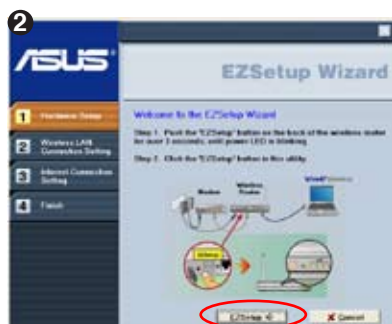 2
ASUS
EZSetup Wizard
1 Hardware Setup
2 Wireless LAN
Connection Setting
3 Internet Connection
Setting
4 Finish
Welcome to the EZSetup Wizard
Step 1. Push the "EZSetup" button on the back of the wireless router
for over 3 seconds, until power LED is blinking.
Step 2. Click the "EZSetup" button in this utility.
Modem
Wireless
Router
EZSetup
Cancel